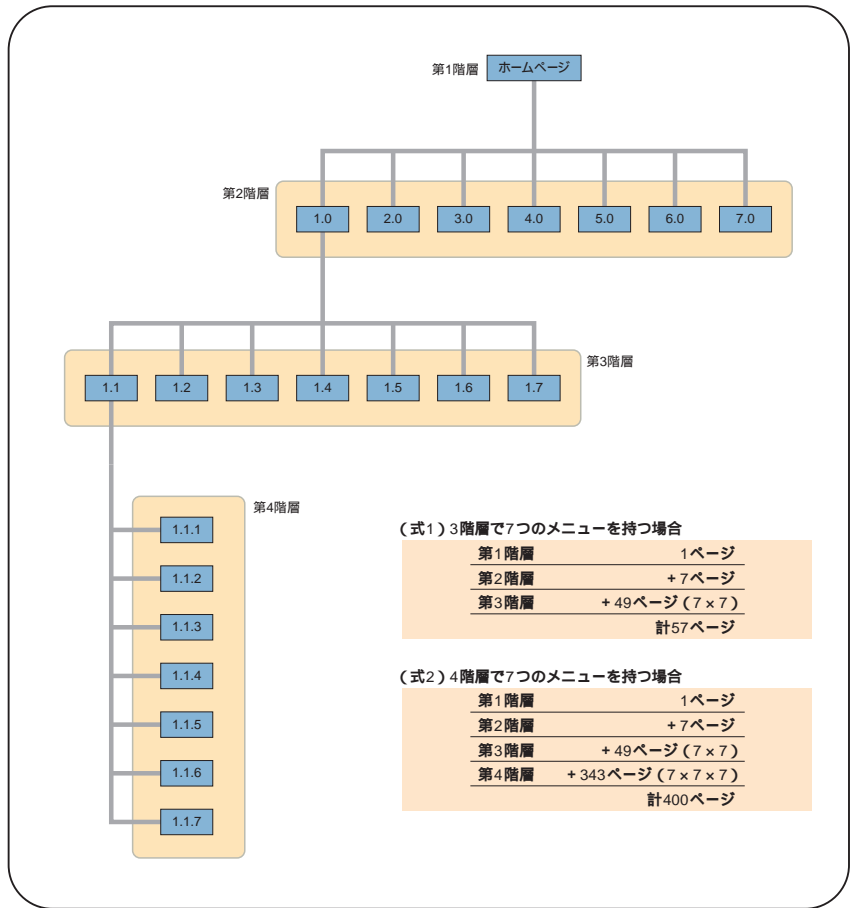 第1階層 ホームページ
第2階層
1.0 2.0 3.0 4.0 5.0 6.0 7.0
第3階層
1.1 1.2 1.3 1.4 1.5 1.6 1.7
第4階層
1.1.1
1.1.2
1.1.3
1.1.4
1.1.5
1.1.6
1.1.7
(式1)3階層で7つのメニューを持つ場合
第1階層 1ページ
第2階層 +7ページ
第3階層 +49ページ(7×7)
計57ページ
(式2)4階層で7つのメニューを持つ場合
第1階層 1ページ
第2階層 +7ページ
第3階層 +49ページ(7×7)
第4階層 +343ページ(7×7×7)
計400ページ